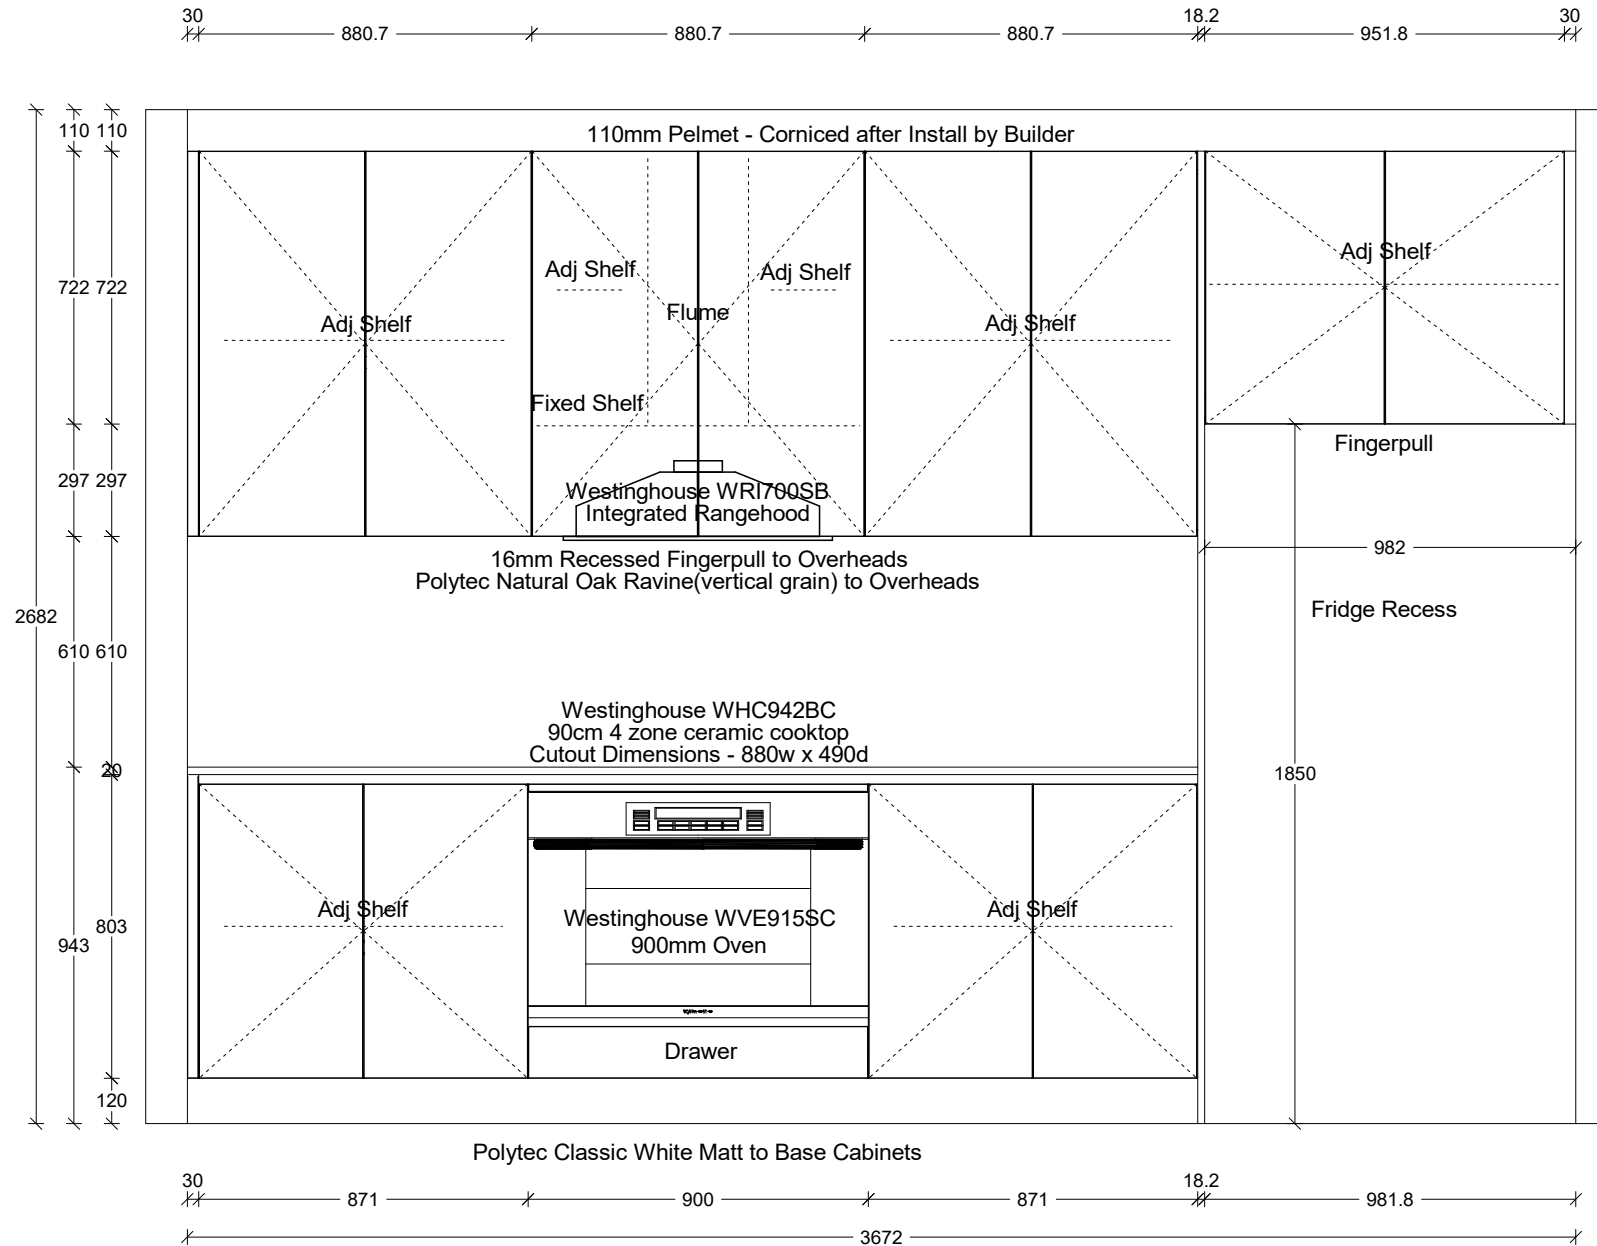 30
18.2
30
880.7
880.7
880.7
951.8
110 110
110mm Pelmet - Corniced after Install by Builder
Adj Shelf
Adj Shelf
Adj Shelf
722 722
Flume
Adj Shelf
Adj Shelf
Fixed Shelf
Fingerpull
297 297
Westinghouse WRI700SB
Integrated Rangehood
16mm Recessed Fingerpull to Overheads
982
Polytec Natural Oak Ravine(vertical grain) to Overheads
2682
Fridge Recess
610 610
Westinghouse WHC942BC
90cm 4 zone ceramic cooktop
Cutout Dimensions - 880w x 490d
20
1850
Adj Shelf
Adj Shelf
Westinghouse WVE915SC
803
943
900mm Oven
Drawer
120
Polytec Classic White Matt to Base Cabinets
30
18.2
871
900
871
981.8
3672